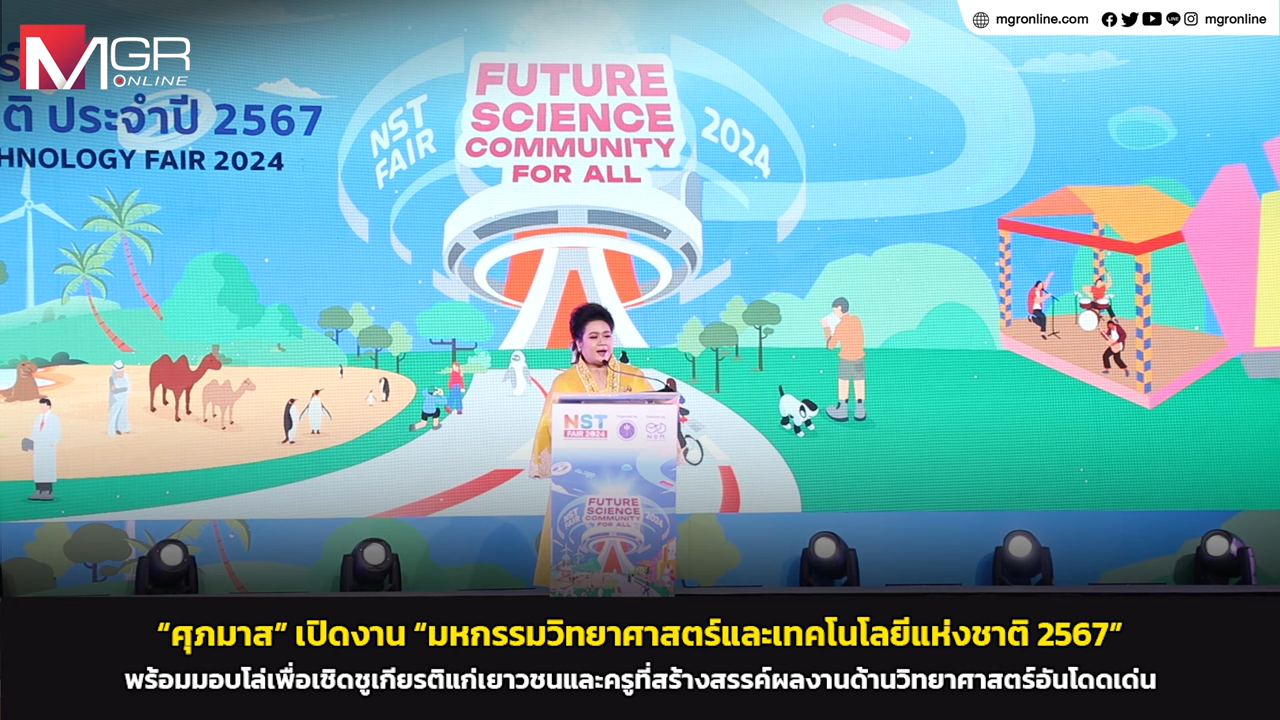 MGR
ONLINE
mgronline.com mgronline
ติ ประจำปี 2567
HNOLOGY FAIR 2024
NST
FAIR
2024
FUTURE
SCIENCE
COMMUNITY
FOR ALL
NST
FAIR 2024
FUTURE
SCIENCE
COMMUNITY
FOR ALL
NST
FAIR
2024
“ศุภมาส” เปิดงาน “มหกรรมวิทยาศาสตร์และเทคโนโลยีแห่งชาติ 2567”
พร้อมมอบโล่เพื่อเชิดชูเกียรติแก่เยาวชนและครูที่สร้างสรรค์ผลงานด้านวิทยาศาสตร์อันโดดเด่น